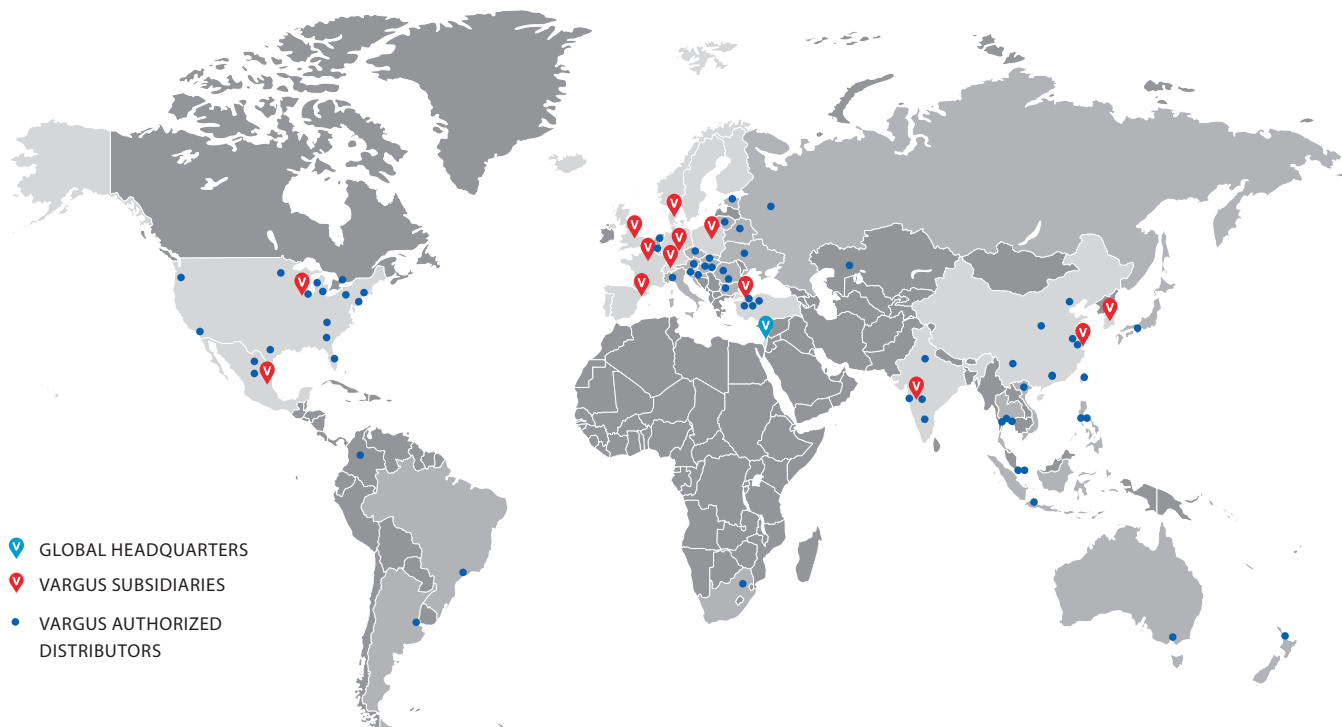 GLOBAL HEADQUARTERS
VARGUS SUBSIDIARIES
VARGUS AUTHORIZED
DISTRIBUTORS